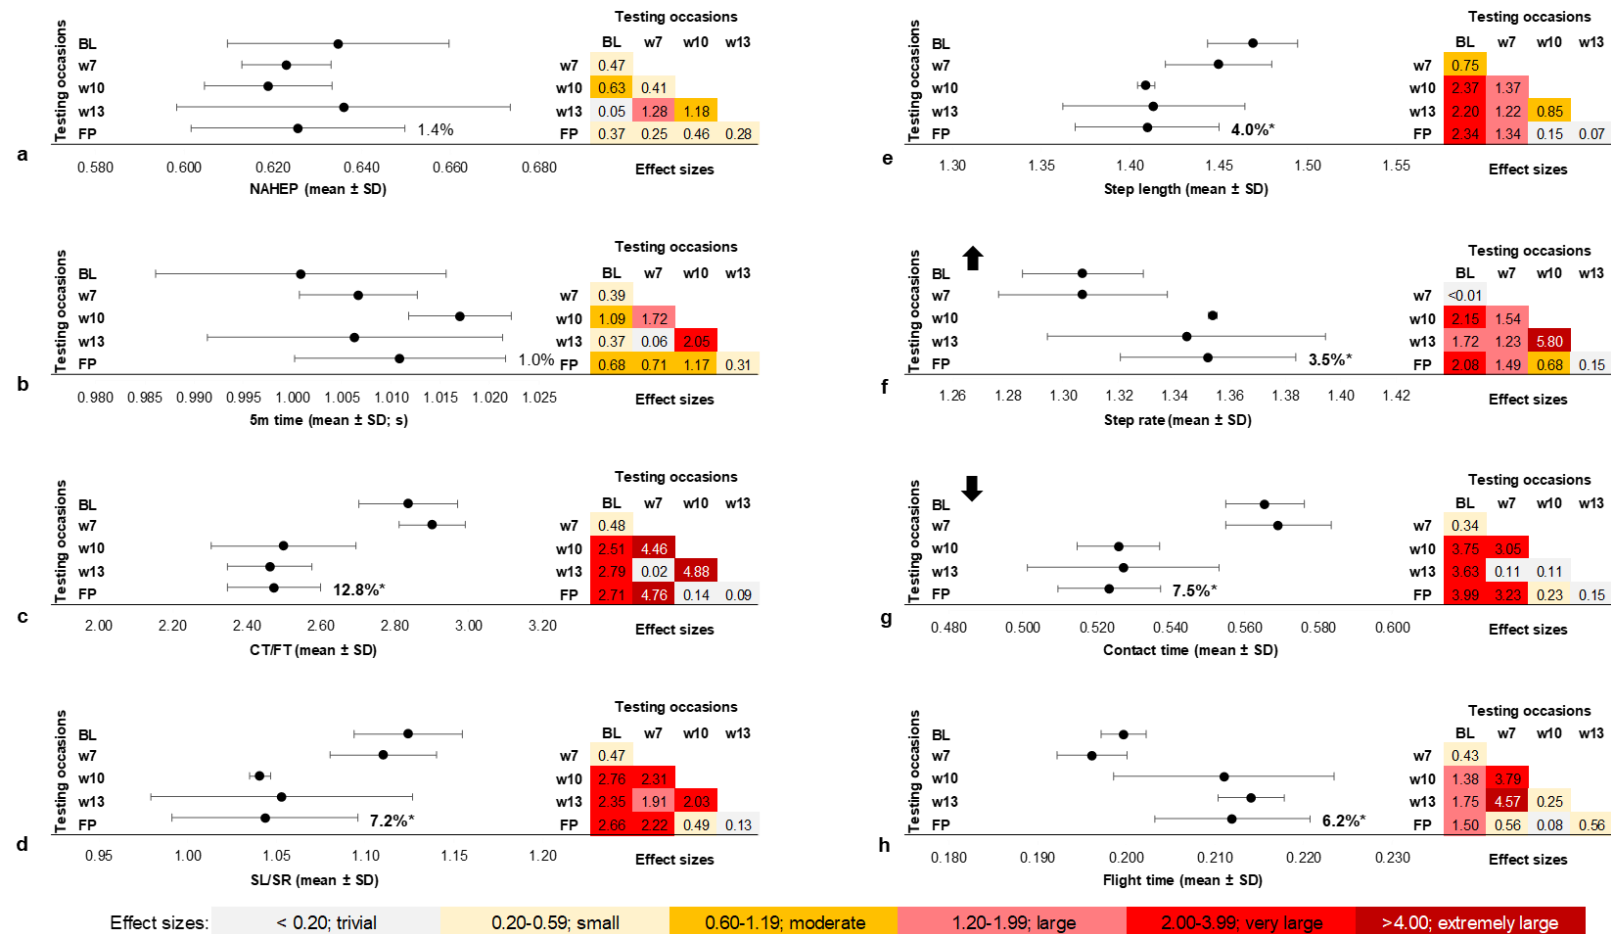 Testing occasions
BL w7 w10 w13
BL
w7 0.47
w10 0.63 0.41
w13 0.05 1.28 1.18
FP 1.4% FP 0.37 0.25 0.46 0.28
Testing occasions
a
0.580 0.600 0.620 0.640 0.660 0.680
Effect sizes
NAHEP (mean ± SD)
Testing occasions
BL w7 w10 w13
BL
w7 0.39
w10 1.09 1.72
w13 0.37 0.06 2.05
FP 1.0% FP 0.68 0.71 1.17 0.31
Testing occasions
b
0.980 0.985 0.990 0.995 1.000 1.005 1.010 1.015 1.020 1.025
Effect sizes
5m time (mean ± SD; s)
Testing occasions
BL w7 w10 w13
BL
w7 0.48
w10 2.51 4.46
w13 2.79 0.02 4.88
FP 12.8%* FP 2.71 4.76 0.14 0.09
Testing occasions
c
2.00 2.20 2.40 2.60 2.80 3.00 3.20
Effect sizes
CT/FT (mean ± SD)
Testing occasions
BL w7 w10 w13
BL
w7 0.47
w10 2.76 2.31
w13 2.35 1.91 2.03
FP 7.2%* FP 2.66 2.22 0.49 0.13
Testing occasions
d
0.95 1.00 1.05 1.10 1.15 1.20
Effect sizes
SL/SR (mean ± SD)
Testing occasions
BL w7 w10 w13
BL
w7 0.75
w10 2.37 1.37
w13 2.20 1.22 0.85
FP 4.0%* FP 2.34 1.34 0.15 0.07
Testing occasions
e
1.30 1.35 1.40 1.45 1.50 1.55
Effect sizes
Step length (mean ± SD)
Testing occasions
BL w7 w10 w13
BL
w7 <0.01
w10 2.15 1.54
w13 1.72 1.23 5.80
FP 3.5%* FP 2.08 1.49 0.68 0.15
Testing occasions
f
1.26 1.28 1.30 1.32 1.34 1.36 1.38 1.40 1.42
Effect sizes
Step rate (mean ± SD)
Testing occasions
BL w7 w10 w13
BL
w7 0.34
w10 3.75 3.05
w13 3.63 0.11 0.11
FP 7.5%* FP 3.99 3.23 0.23 0.15
Testing occasions
g
0.480 0.500 0.520 0.540 0.560 0.580 0.600
Effect sizes
Contact time (mean ± SD)
Testing occasions
BL w7 w10 w13
BL
w7 0.43
w10 1.38 3.79
w13 1.75 4.57 0.25
FP 6.2%* FP 1.50 0.56 0.08 0.56
Testing occasions
h
0.180 0.190 0.200 0.210 0.220 0.230
Effect sizes
Flight time (mean ± SD)
Effect sizes: < 0.20; trivial 0.20-0.59; small 0.60-1.19; moderate 1.20-1.99; large 2.00-3.99; very large >4.00; extremely large